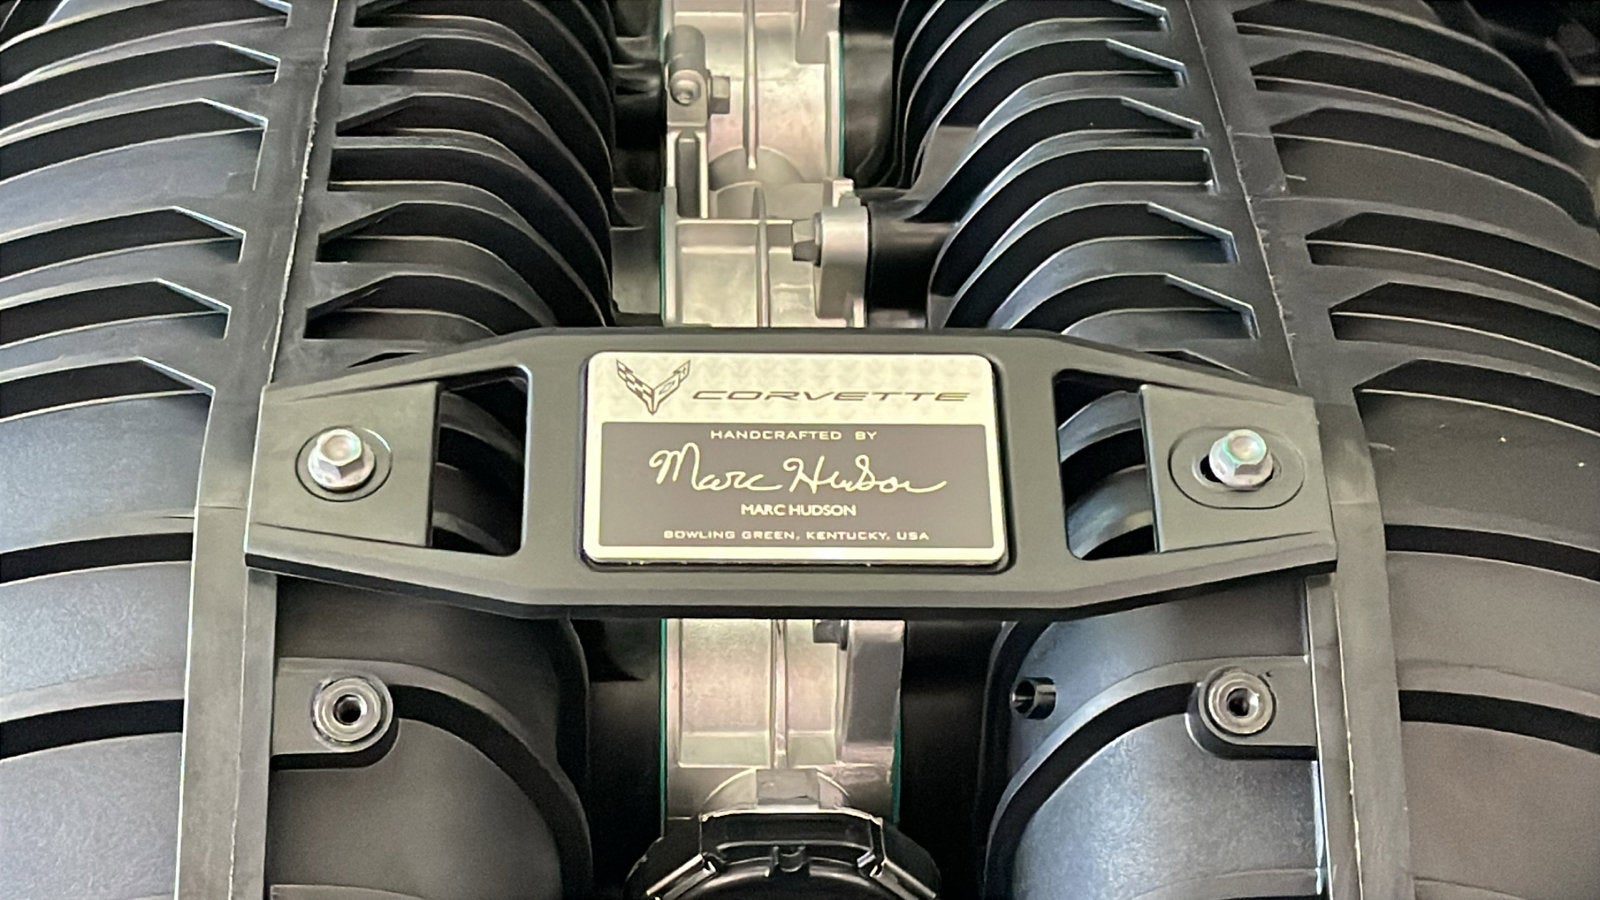 CORVETTE
HANDCRAFTED BY
Marc Hudson
MARC HUDSON
BOWLING GREEN, KENTUCKY, USA